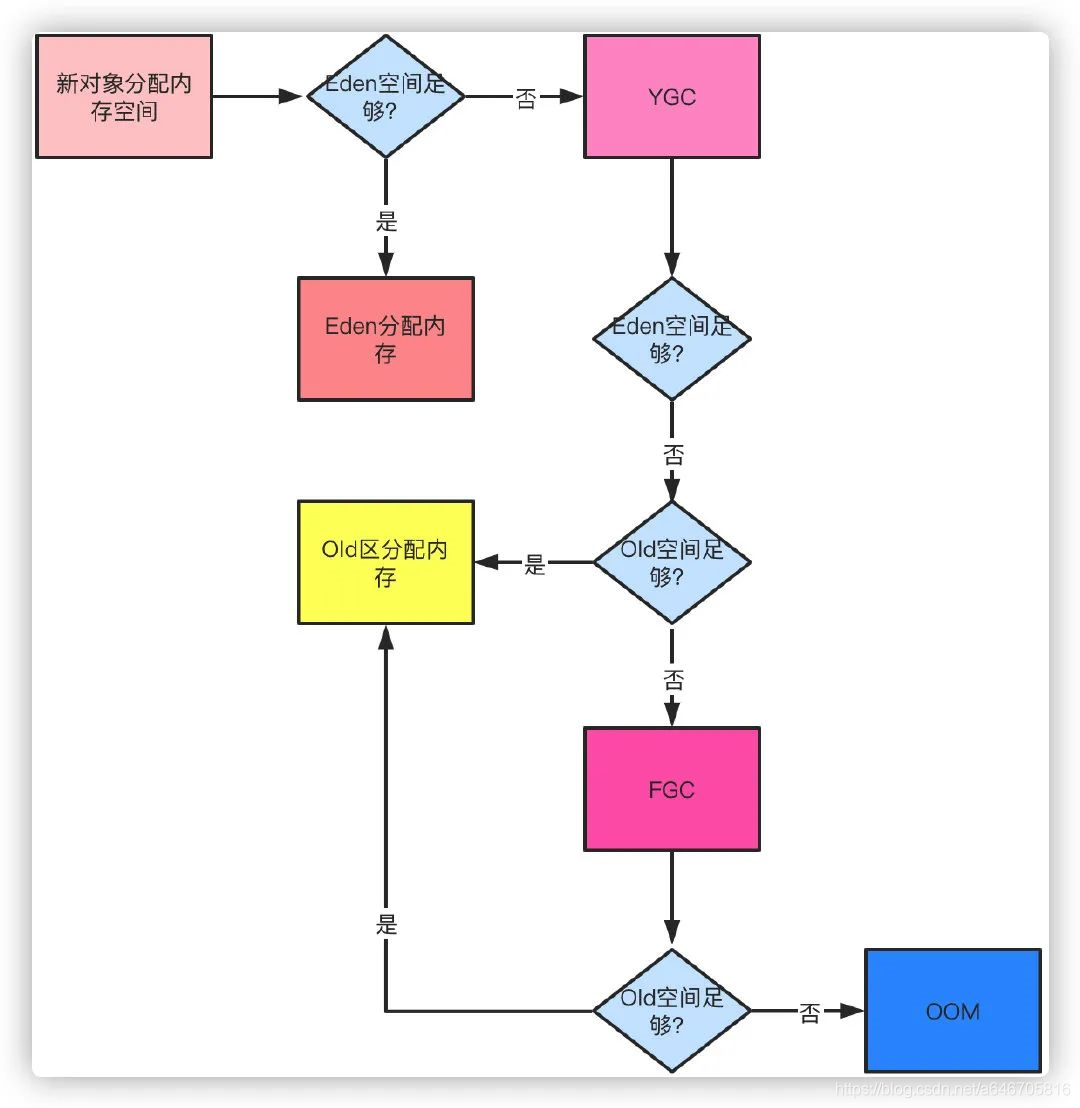 新对象分配内
存空间
Eden空间足
够?
否
YGC
是
Eden分配内
存
Eden空间足
够?
否
Old区分配内
存
是
Old空间足
够?
否
FGC
是
Old空间足
够?
否
OOM
https://blog.csdn.net/a646705816